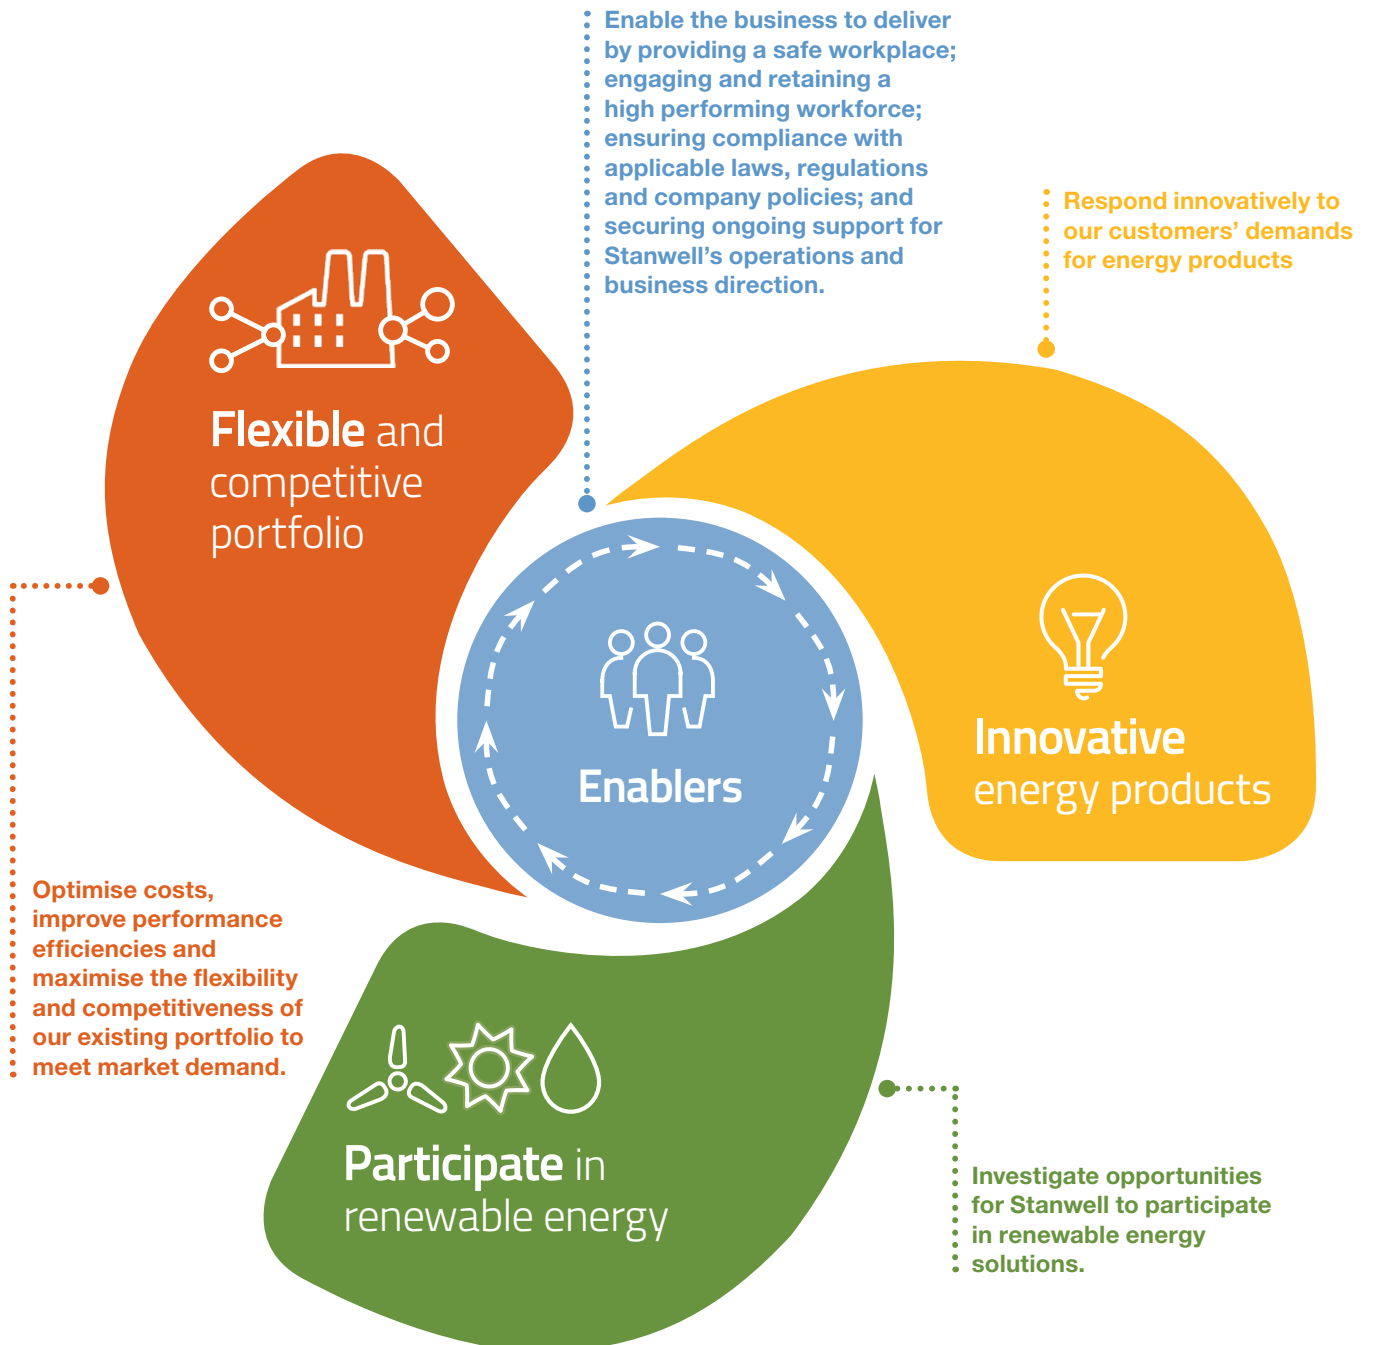 Enable the business to deliver
by providing a safe workplace;
engaging and retaining a
high performing workforce;
ensuring compliance with
applicable laws, regulations
and company policies; and
securing ongoing support for
Stanwell’s operations and
business direction.
Respond innovatively to
our customers’ demands
for energy products
Flexible and
competitive
portfolio
Innovative
energy products
Enablers
Optimise costs,
improve performance
efficiencies and
maximise the flexibility
and competitiveness of
our existing portfolio to
meet market demand.
Participate in
renewable energy
Investigate opportunities
for Stanwell to participate
in renewable energy
solutions.